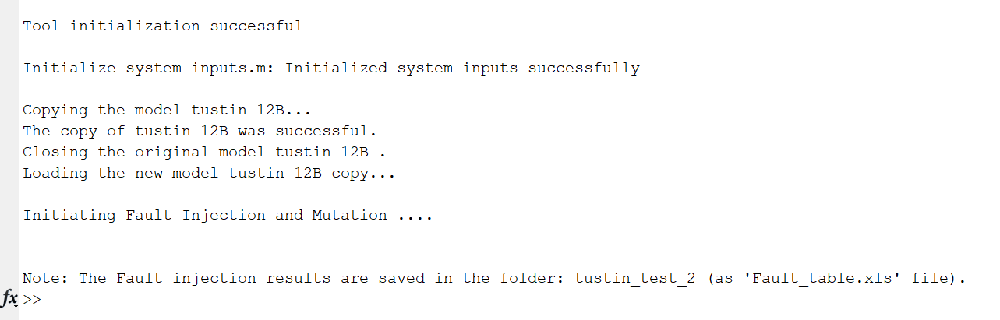 Tool initialization successful
Initialize_system_inputs.m: Initialized system inputs successfully
Copying the model tustin_12B...
The copy of tustin_12B was successful.
Closing the original model tustin_12B .
Loading the new model tustin_12B_copy...
Initiating Fault Injection and Mutation ....
Note: The Fault injection results are saved in the folder: tustin_test_2 (as 'Fault_table.xls' file).
fx >>